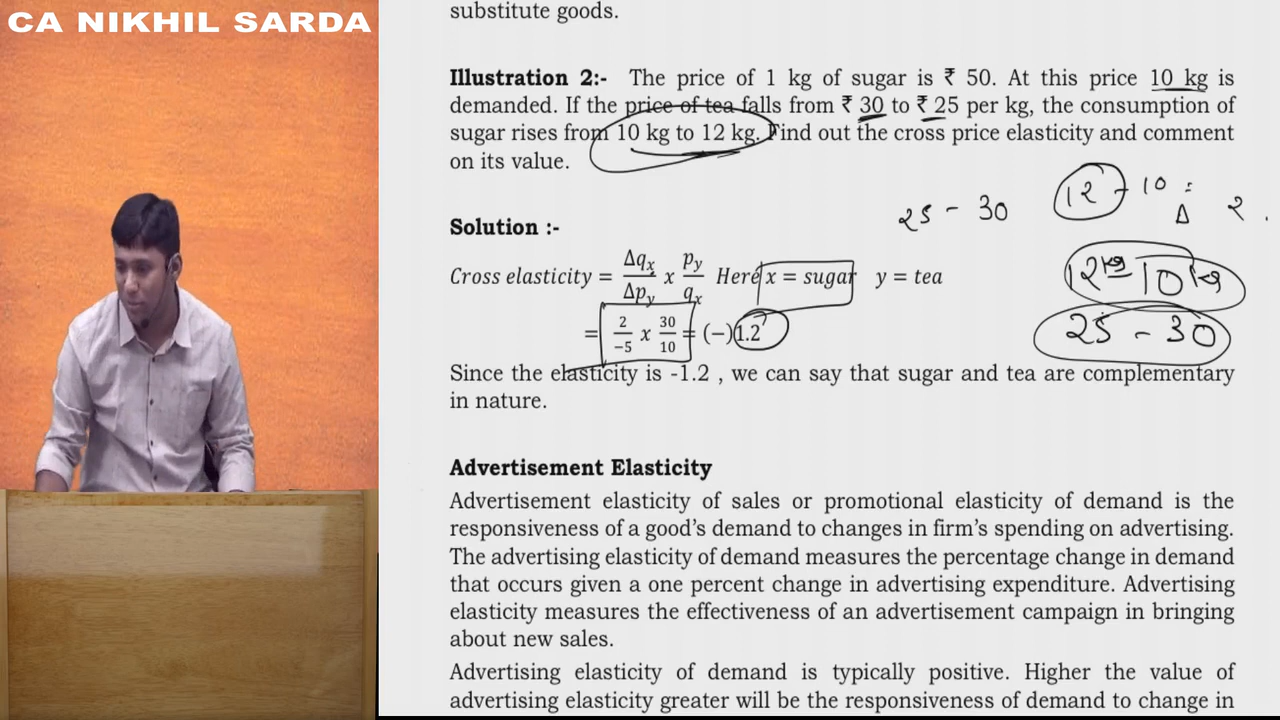 CA NIKHIL SARDA
substitute goods.
Illustration 2:- The price of 1 kg of sugar is ₹ 50. At this price 10 kg is
demanded. If the price of tea falls from ₹ 30 to ₹ 25 per kg, the consumption of
sugar rises from 10 kg to 12 kg. Find out the cross price elasticity and comment
on its value.
12 - 10 =
25 - 30
Δ 2
Solution :-
Cross elasticity = Δqx/Δpy x py/qx Here x = sugar y = tea
12kg 10kg
= 2/-5 x 30/10 = (−)1.2
25 - 30
Since the elasticity is -1.2 , we can say that sugar and tea are complementary
in nature.
Advertisement Elasticity
Advertisement elasticity of sales or promotional elasticity of demand is the
responsiveness of a good's demand to changes in firm's spending on advertising.
The advertising elasticity of demand measures the percentage change in demand
that occurs given a one percent change in advertising expenditure. Advertising
elasticity measures the effectiveness of an advertisement campaign in bringing
about new sales.
Advertising elasticity of demand is typically positive. Higher the value of
advertising elasticity greater will be the responsiveness of demand to change in